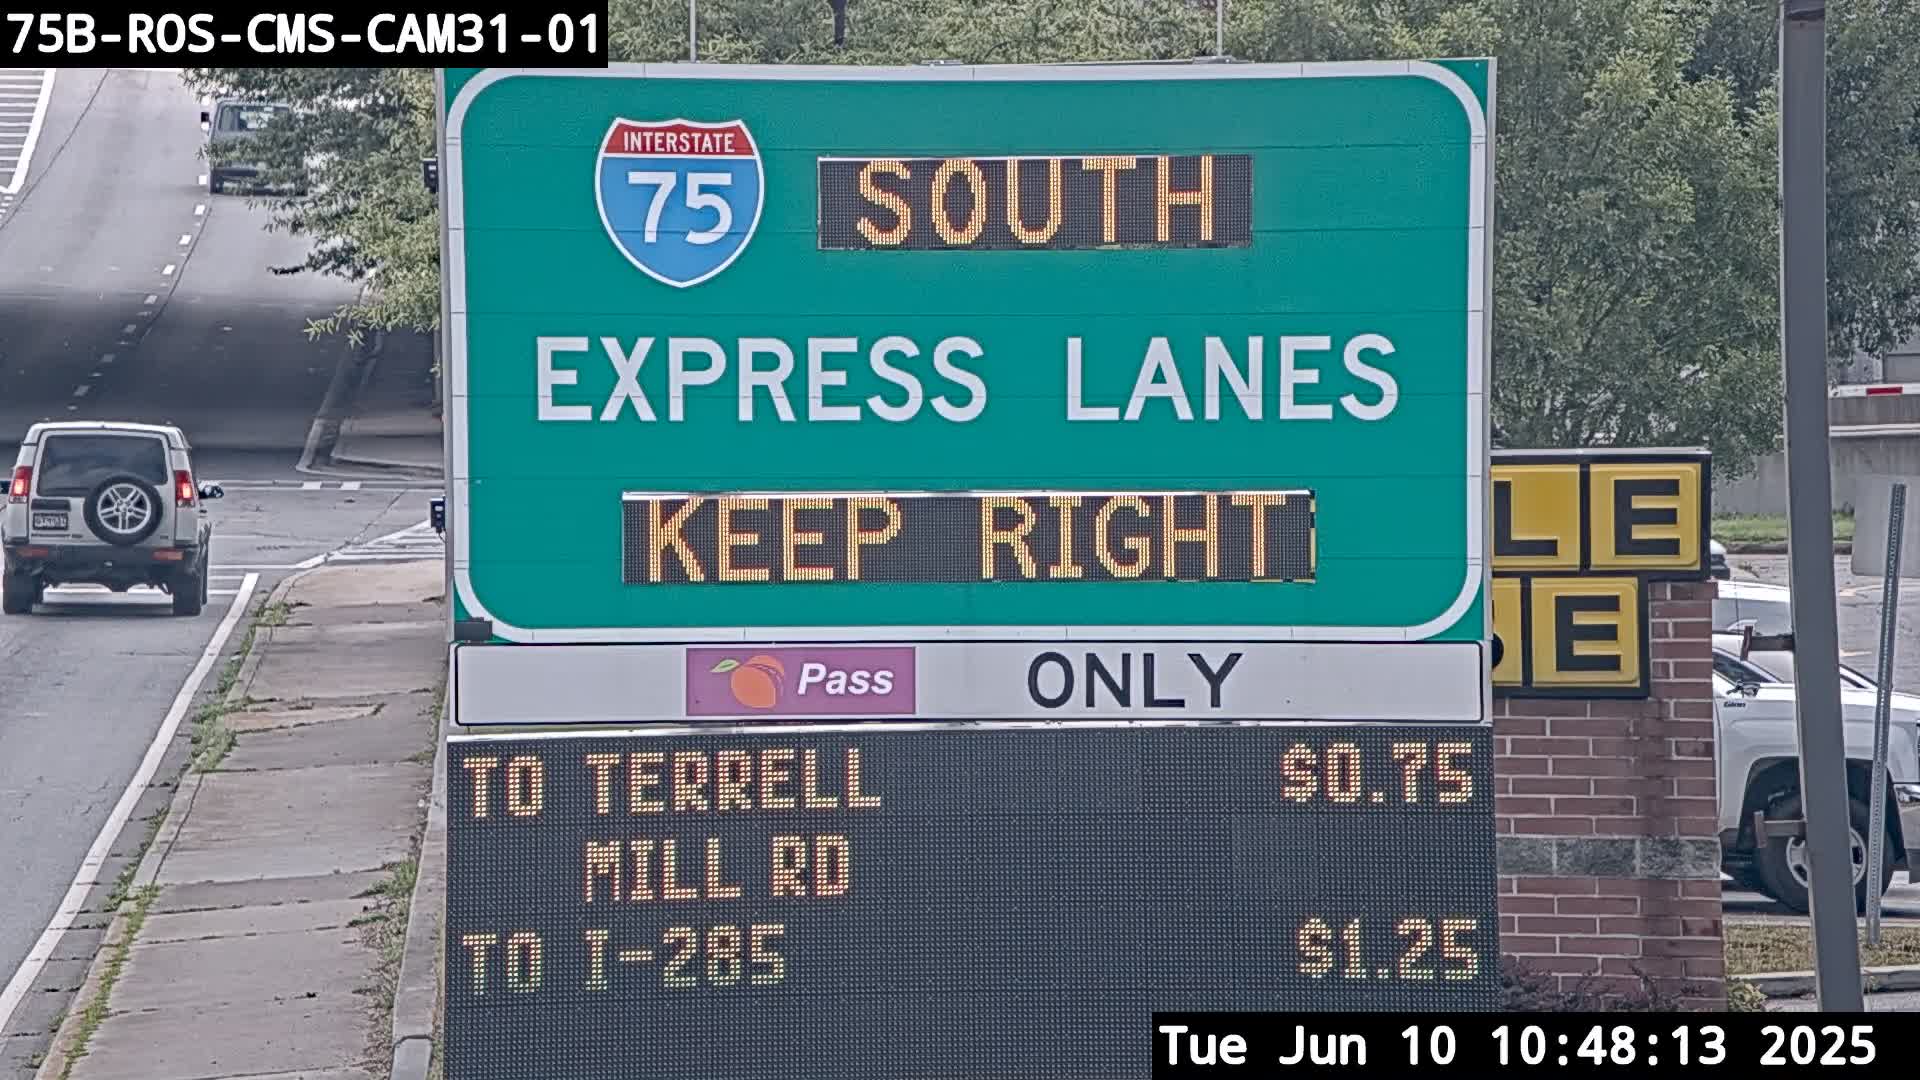 75B-ROS-CMS-CAM31-01
INTERSTATE
75
SOUTH
EXPRESS LANES
KEEP RIGHT
Pass ONLY
TO TERRELL $0.75
MILL RD
TO I-285 $1.25
LE
E
Tue Jun 10 10:48:13 2025